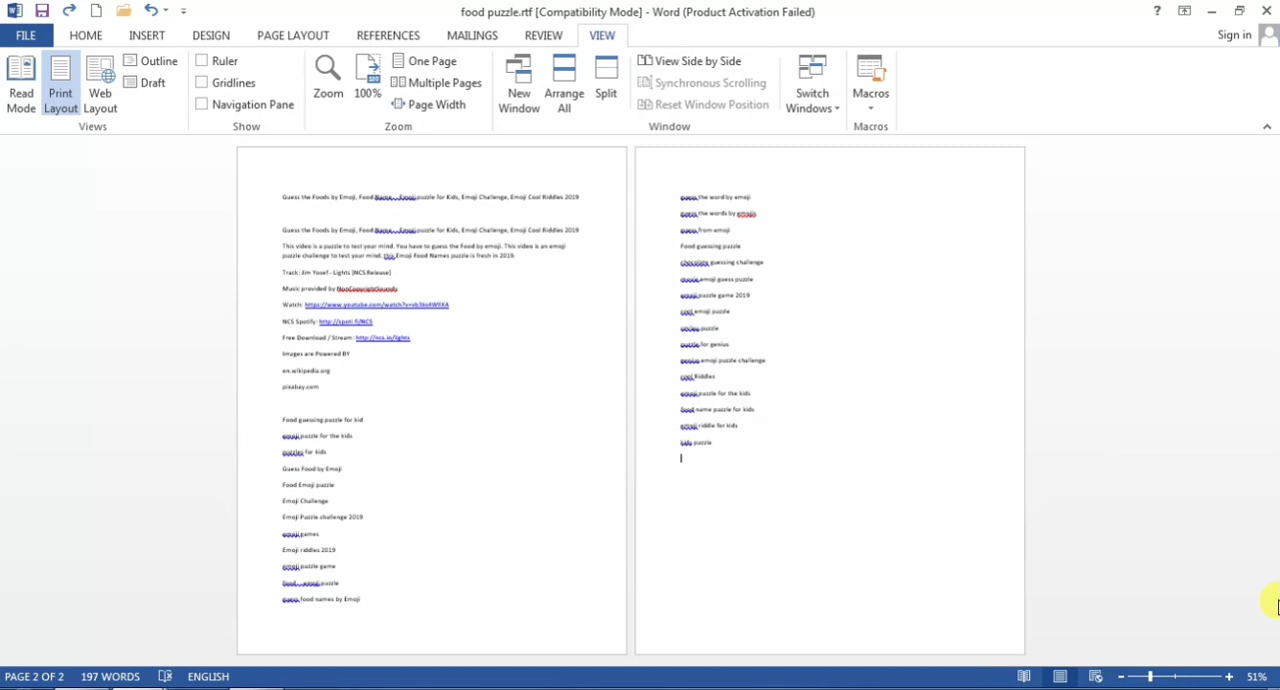 food puzzle.rtf [Compatibility Mode] - Word (Product Activation Failed)
?
FILE HOME INSERT DESIGN PAGE LAYOUT REFERENCES MAILINGS REVIEW VIEW Sign in
Read Mode
Print Layout
Web Layout
Outline
Draft
Views
Ruler
Gridlines
Navigation Pane
Show
Zoom
100%
One Page
Multiple Pages
Page Width
Zoom
New Window
Arrange All
Split
View Side by Side
Synchronous Scrolling
Reset Window Position
Switch Windows
Window
Macros
Macros
Guess the Foods by Emoji, Food Name, , Emoji puzzle for Kids, Emoji Challenge, Emoji Cool Riddles 2019
Guess the Foods by Emoji, Food Name, , Emoji puzzle for Kids, Emoji Challenge, Emoji Cool Riddles 2019
This video is a puzzle to test your mind. You have to guess the Food by emoji. This video is an emoji
puzzle challenge to test your mind. this Emoji Food Names puzzle is fresh in 2019.
Track: Jim Yosef - Lights [NCS Release]
Music provided by NonCopyrightSounds
Watch: https://www.youtube.com/watch?v=
NCS Spotify: http://spoti.fi/NCS
Free Download / Stream: http://ncs.io/lights
Images are Powered BY
en.wikipedia.org
pixabay.com
Food guessing puzzle for kid
emoji puzzle for the kids
puzzles for kids
Guess Food by Emoji
Food Emoji puzzle
Emoji Challenge
Emoji Puzzle challenge 2019
emoji games
Emoji riddles 2019
emoji puzzle game
food emoji puzzle
guess food names by Emoji
guess the word by emoji
guess the words by emojis
guess from emoji
Food guessing puzzle
chocolate guessing challenge
movie emoji guess puzzle
emoji puzzle game 2019
cool emoji puzzle
smiley puzzle
puzzle for genius
genius emoji puzzle challenge
cool Riddles
emoji puzzle for the kids
food name puzzle for kids
emoji riddle for kids
kids puzzle
PAGE 2 OF 2 197 WORDS ENGLISH 51%